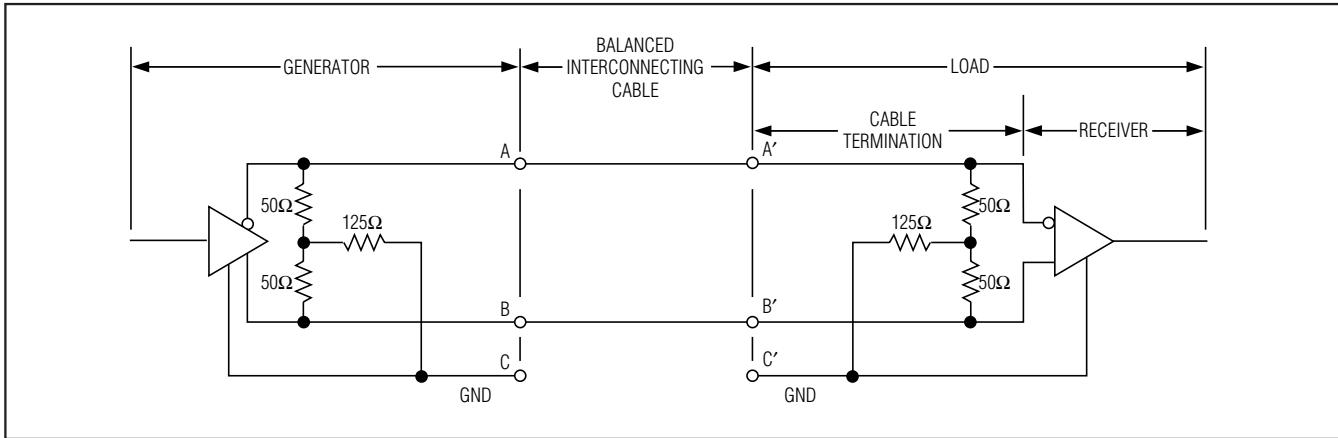 GENERATOR
BALANCED
INTERCONNECTING
CABLE
LOAD
CABLE
TERMINATION
RECEIVER
A
A′
50Ω
125Ω
125Ω
50Ω
50Ω
50Ω
B
B′
C
C′
GND
GND